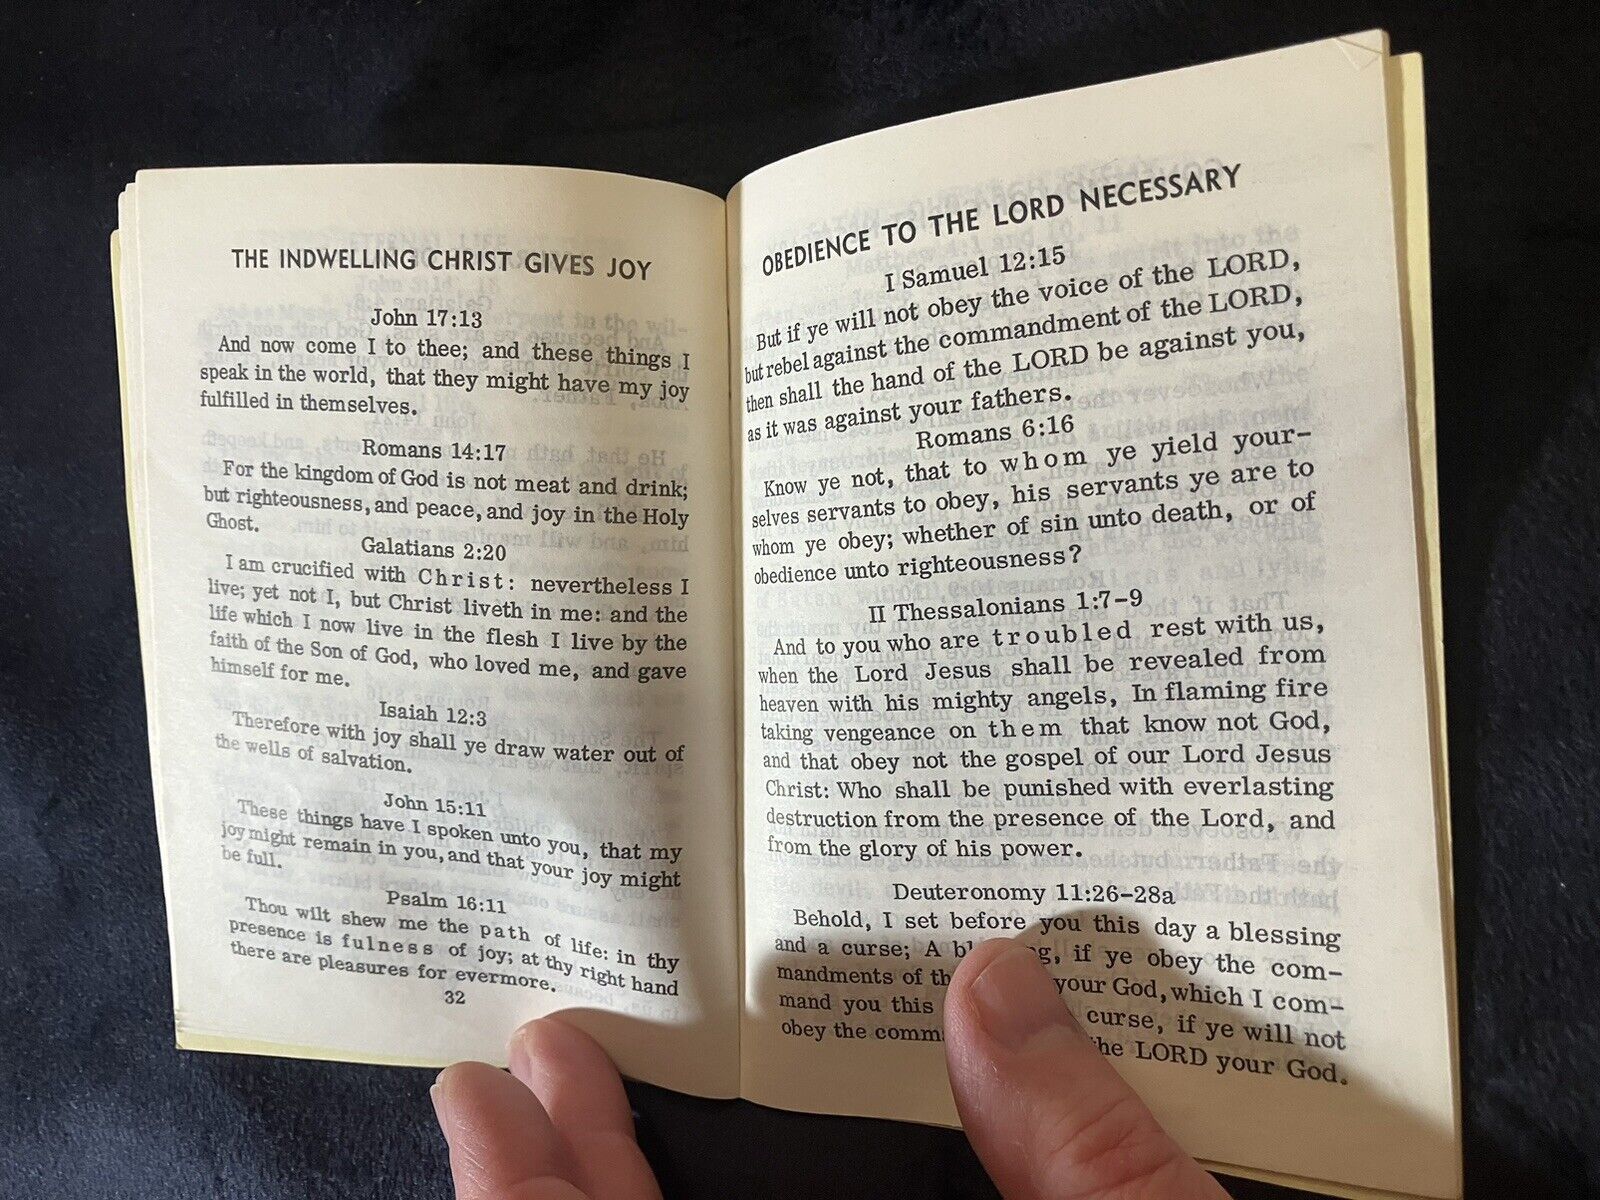 THE INDWELLING CHRIST GIVES JOY
John 17:13
And now come I to thee; and these things I
speak in the world, that they might have my joy
fulfilled in themselves.
Romans 14:17
For the kingdom of God is not meat and drink;
but righteousness, and peace, and joy in the Holy
Ghost.
Galatians 2:20
I am crucified with Christ: nevertheless I
live; yet not I, but Christ liveth in me: and the
life which I now live in the flesh I live by the
faith of the Son of God, who loved me, and gave
himself for me.
Isaiah 12:3
Therefore with joy shall ye draw water out of
the wells of salvation.
John 15:11
These things have I spoken unto you, that my
joy might remain in you, and that your joy might
be full.
Psalm 16:11
Thou wilt shew me the path of life: in thy
presence is fulness of joy; at thy right hand
there are pleasures for evermore.
32
OBEDIENCE TO THE LORD NECESSARY
I Samuel 12:15
But if ye will not obey the voice of the LORD,
but rebel against the commandment of the LORD,
then shall the hand of the LORD be against you,
as it was against your fathers.
Romans 6:16
Know ye not, that to whom ye yield your-
selves servants to obey, his servants ye are to
whom ye obey; whether of sin unto death, or of
obedience unto righteousness?
II Thessalonians 1:7-9
And to you who are troubled rest with us,
when the Lord Jesus shall be revealed from
heaven with his mighty angels, In flaming fire
taking vengeance on them that know not God,
and that obey not the gospel of our Lord Jesus
Christ: Who shall be punished with everlasting
destruction from the presence of the Lord, and
from the glory of his power.
Deuteronomy 11:26-28a
Behold, I set before you this day a blessing
and a curse; A if ye obey the com-
mandments of your God, which I com-
mand you this curse, if ye will not
obey the LORD your God.